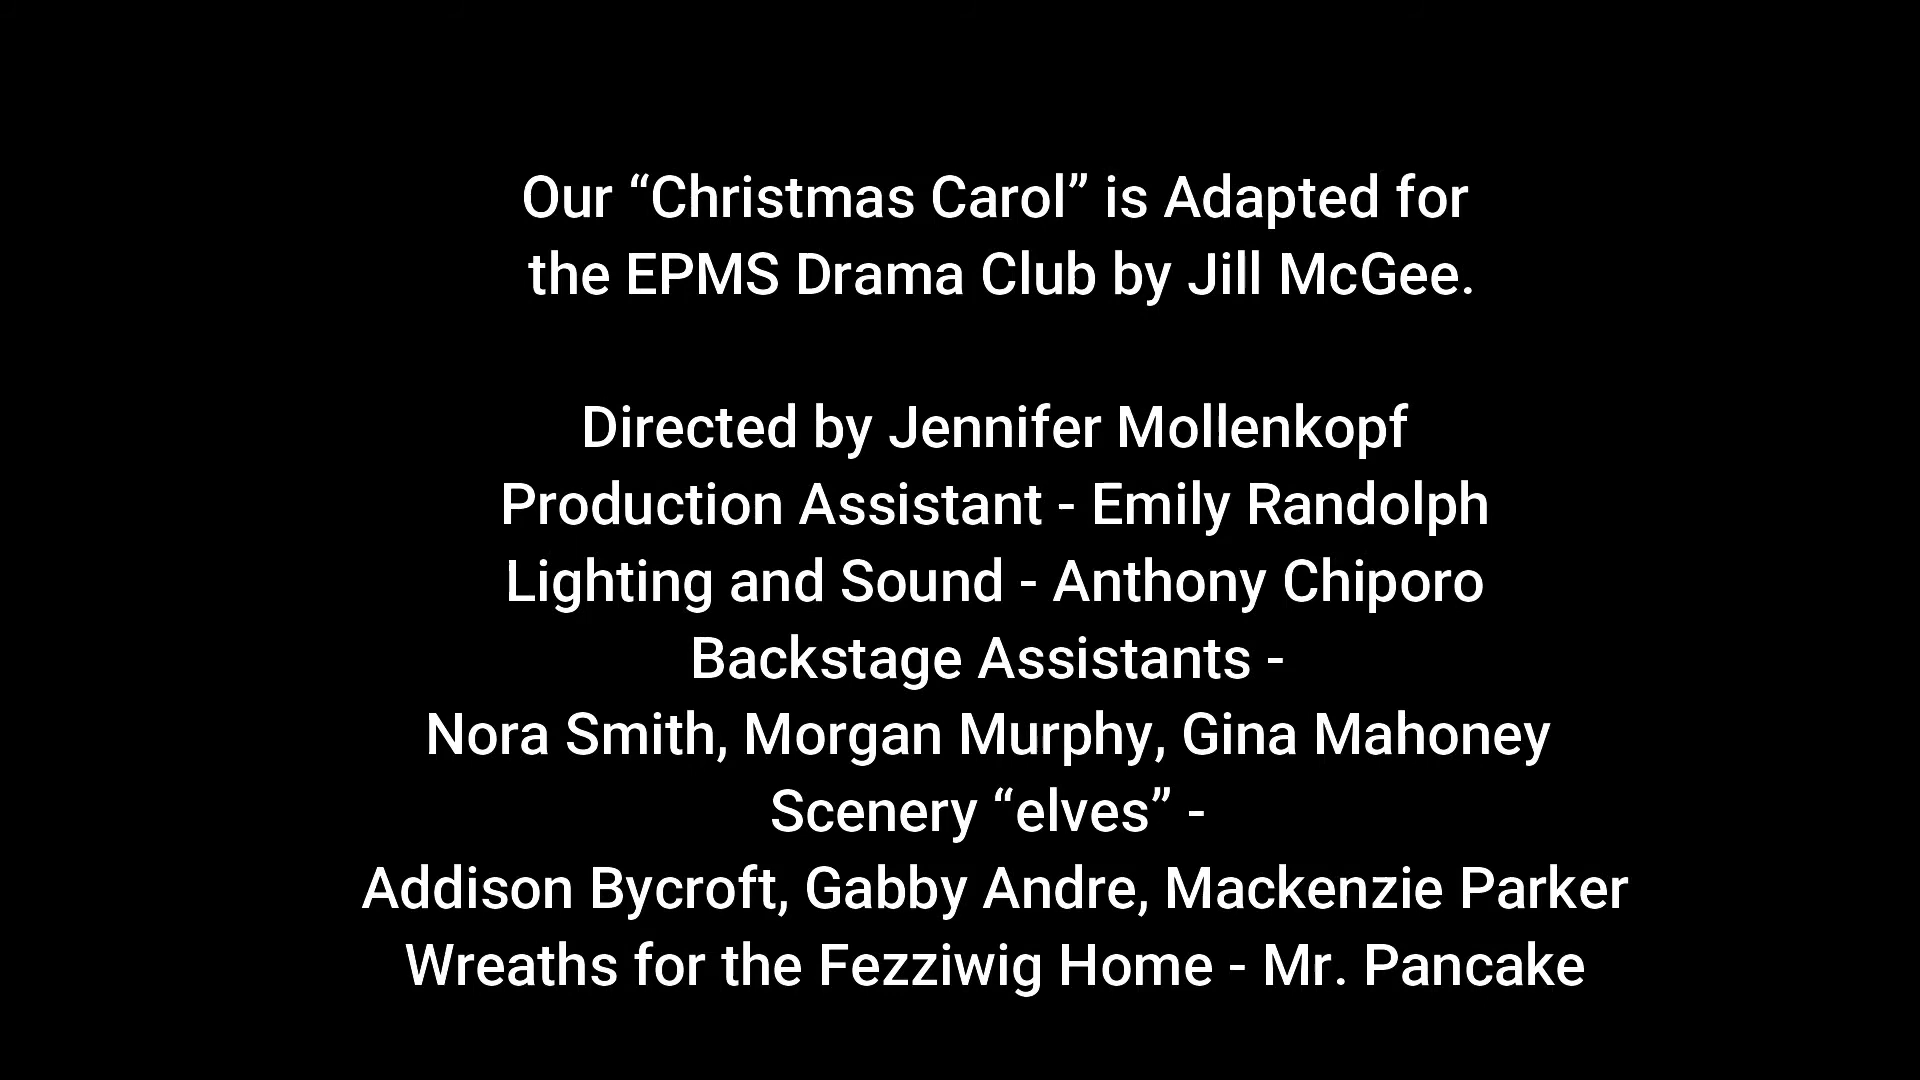 Our “Christmas Carol” is Adapted for
the EPMS Drama Club by Jill McGee.
Directed by Jennifer Mollenkopf
Production Assistant - Emily Randolph
Lighting and Sound - Anthony Chiporo
Backstage Assistants -
Nora Smith, Morgan Murphy, Gina Mahoney
Scenery “elves” -
Addison Bycroft, Gabby Andre, Mackenzie Parker
Wreaths for the Fezziwig Home - Mr. Pancake